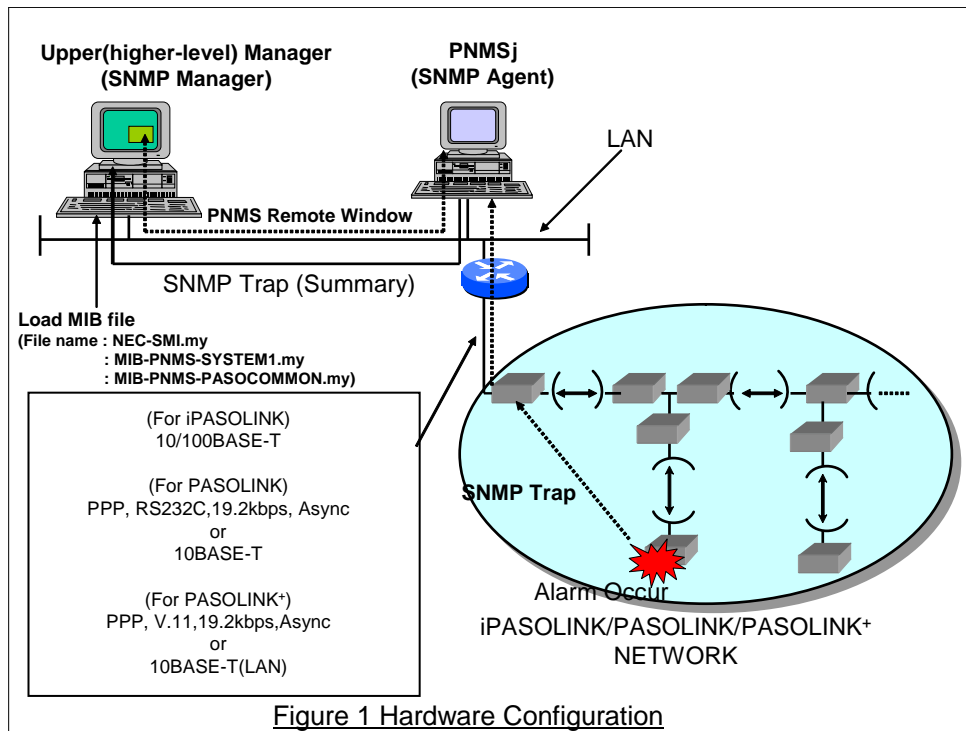 Upper(higher-level) Manager
(SNMP Manager)
PNMSj
(SNMP Agent)
LAN
PNMS Remote Window
SNMP Trap (Summary)
Load MIB file
(File name : NEC-SMI.my
: MIB-PNMS-SYSTEM1.my
: MIB-PNMS-PASOCOMMON.my)
(For iPASOLINK)
10/100BASE-T
(For PASOLINK)
PPP, RS232C,19.2kbps, Async
or
10BASE-T
(For PASOLINK⁺)
PPP, V.11,19.2kbps,Async
or
10BASE-T(LAN)
SNMP Trap
Alarm Occur
iPASOLINK/PASOLINK/PASOLINK⁺
NETWORK
Figure 1 Hardware Configuration